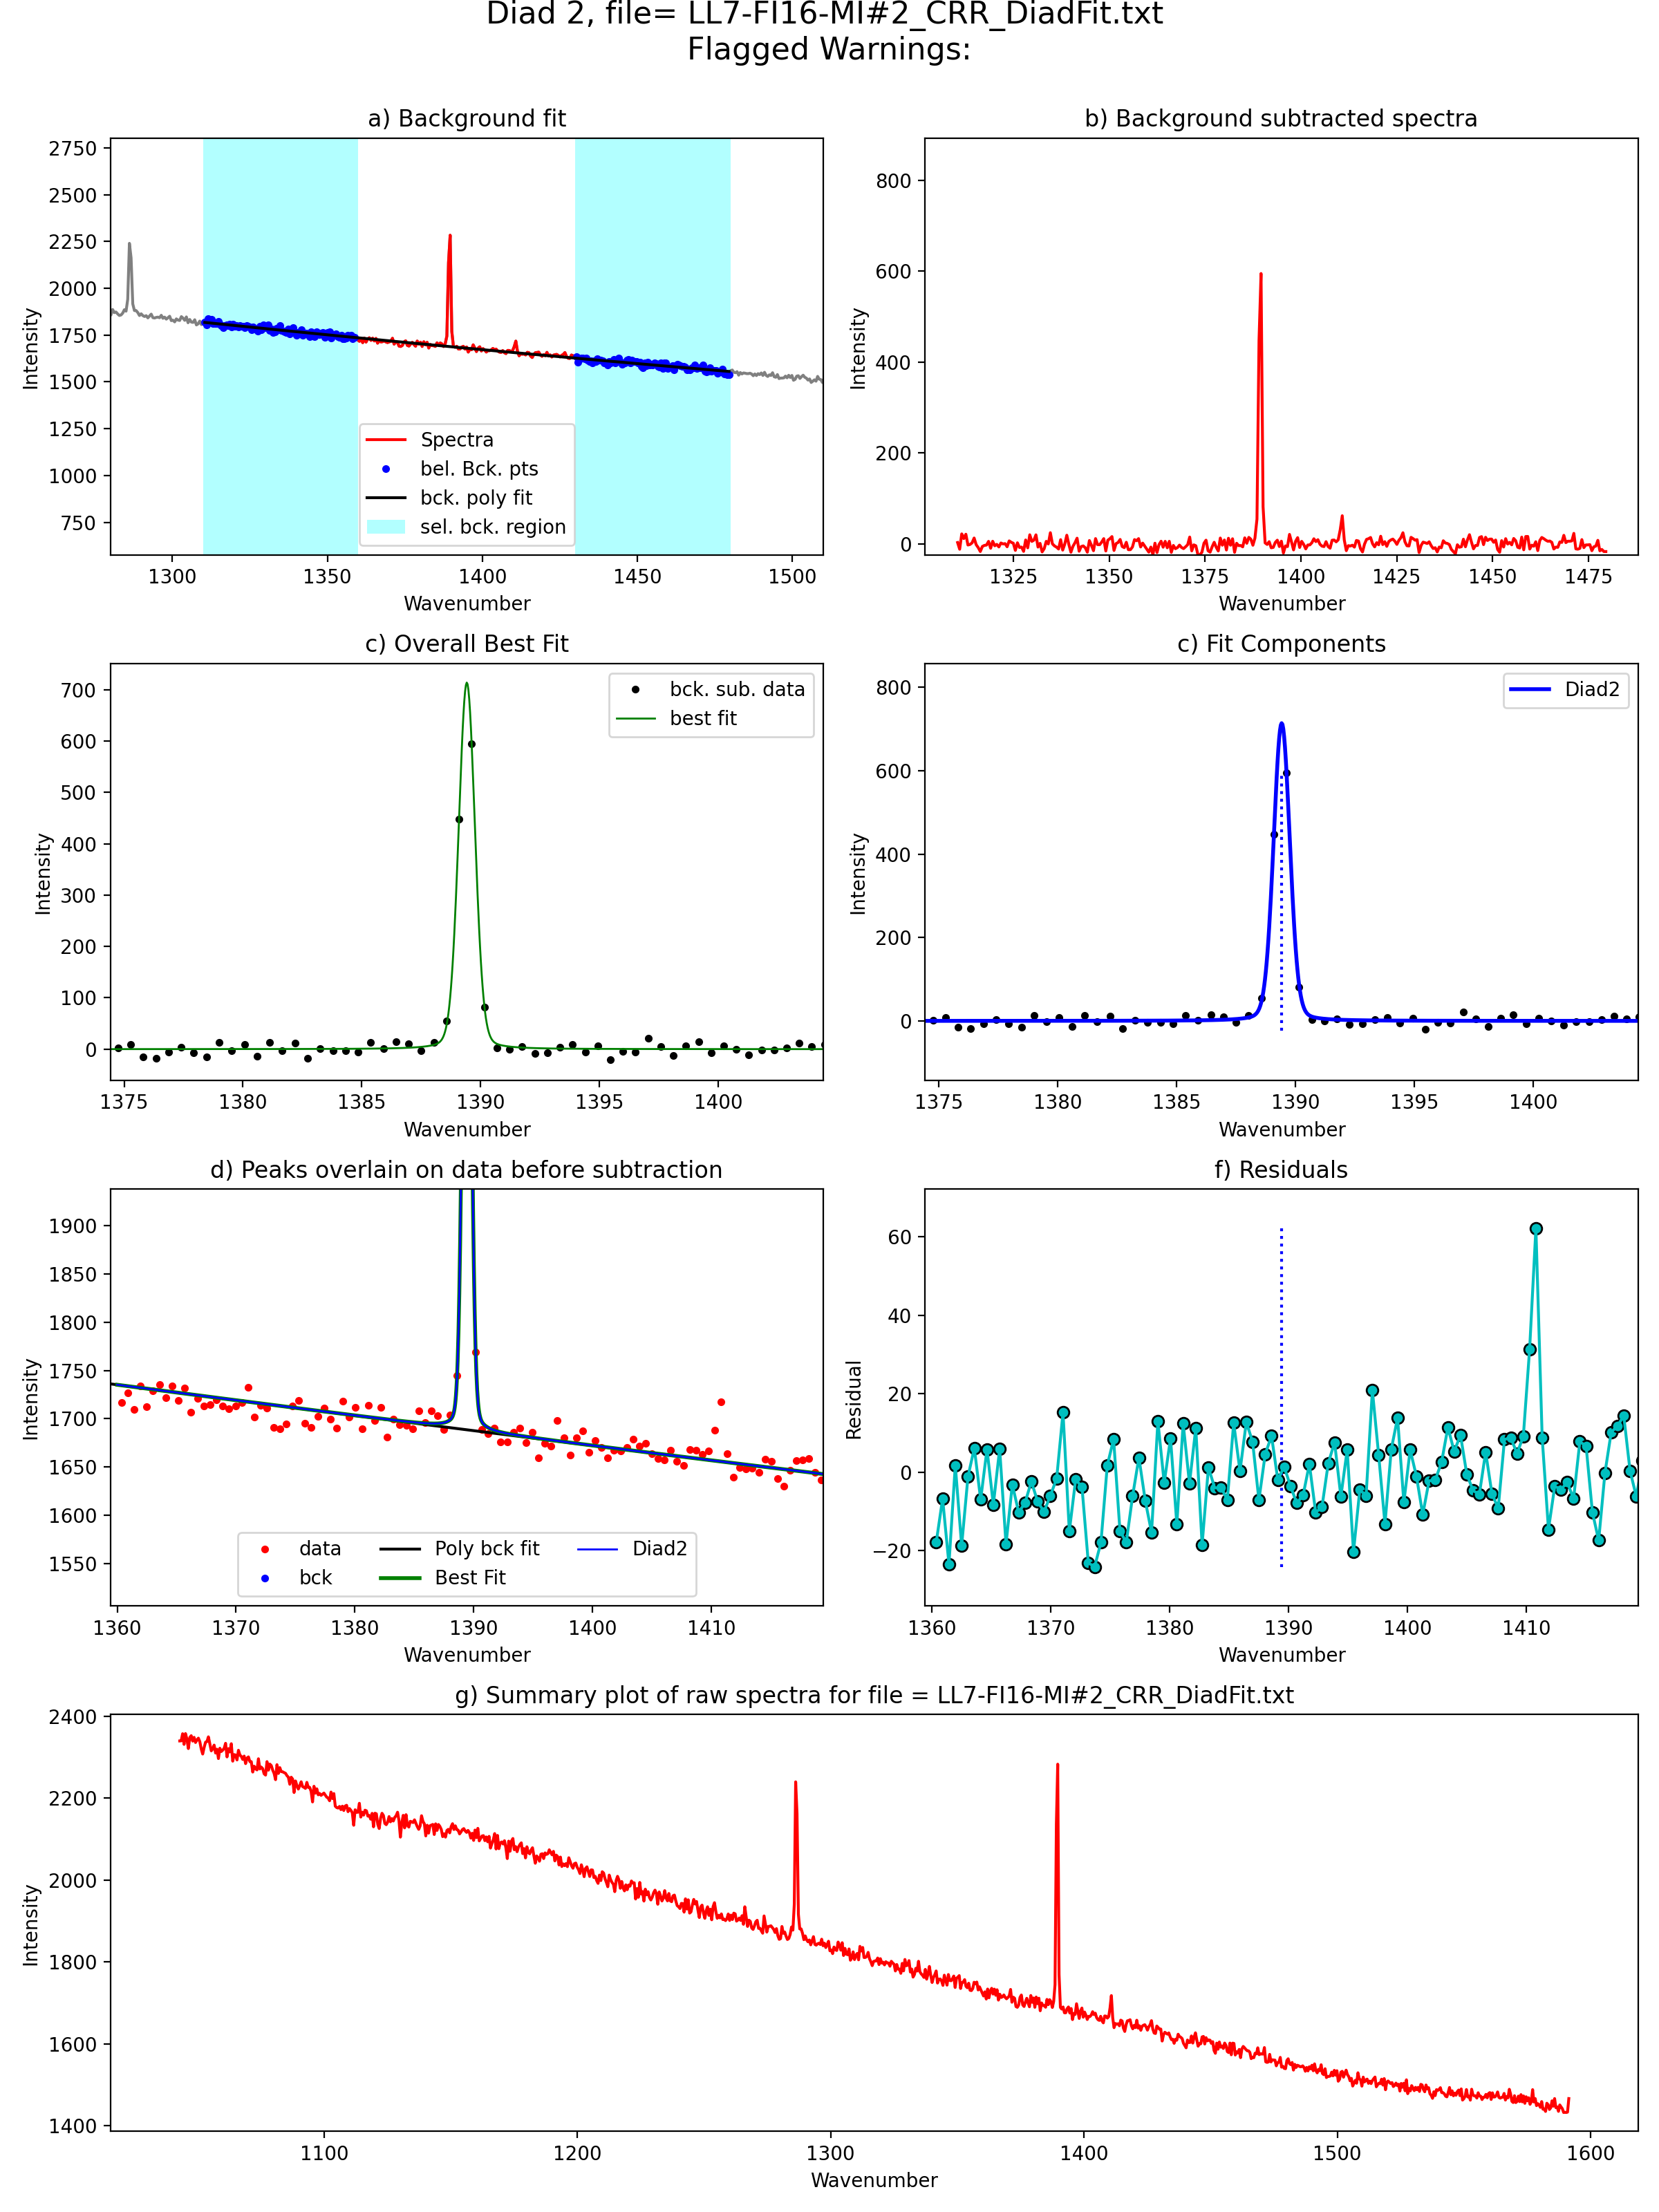 Diad 2, file= LL7-FI16-MI#2_CRR_DiadFit.txt
Flagged Warnings:
a) Background fit
2750
2500
2250
2000
1750
1500
1250
1000
750
Intensity
Spectra
bel. Bck. pts
bck. poly fit
sel. bck. region
1300 1350 1400 1450 1500
Wavenumber
b) Background subtracted spectra
800
600
400
200
0
Intensity
1325 1350 1375 1400 1425 1450 1475
Wavenumber
c) Overall Best Fit
700
600
500
400
300
200
100
0
Intensity
bck. sub. data
best fit
1375 1380 1385 1390 1395 1400
Wavenumber
c) Fit Components
800
600
400
200
0
Intensity
Diad2
1375 1380 1385 1390 1395 1400
Wavenumber
d) Peaks overlain on data before subtraction
1900
1850
1800
1750
1700
1650
1600
1550
Intensity
data Poly bck fit Diad2
bck Best Fit
1360 1370 1380 1390 1400 1410
Wavenumber
f) Residuals
60
40
20
0
−20
Residual
1360 1370 1380 1390 1400 1410
Wavenumber
g) Summary plot of raw spectra for file = LL7-FI16-MI#2_CRR_DiadFit.txt
2400
2200
2000
1800
1600
1400
Intensity
1100 1200 1300 1400 1500 1600
Wavenumber